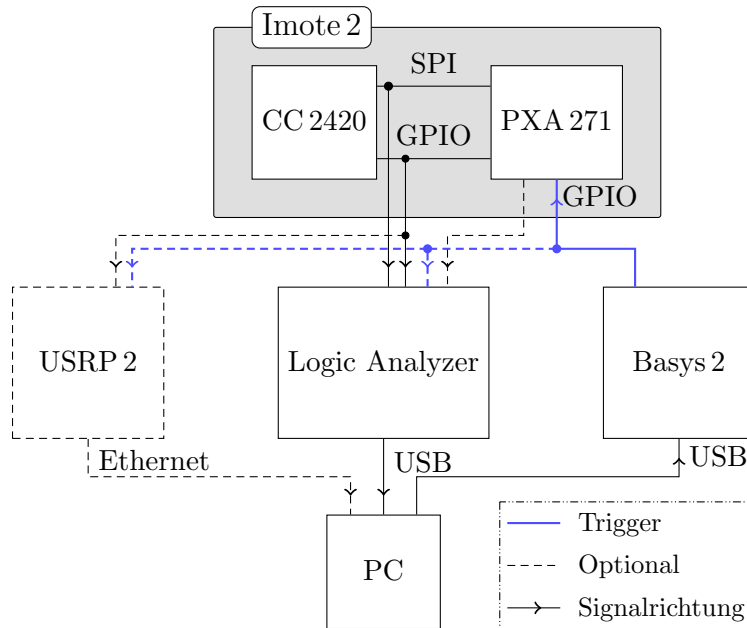 Imote 2
SPI
CC 2420
PXA 271
GPIO
GPIO
USRP 2
Logic Analyzer
Basys 2
Ethernet
USB
USB
PC
Trigger
Optional
Signalrichtung